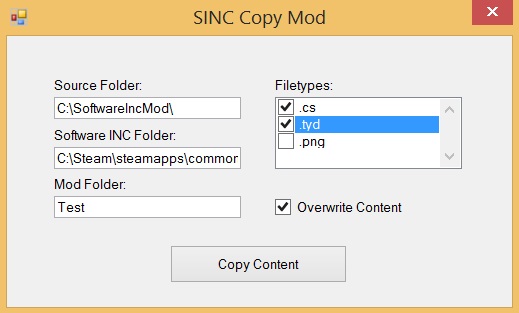 SINC Copy Mod
Source Folder:
C:\SoftwareIncMod\
Software INC Folder:
C:\Steam\steamapps\common
Mod Folder:
Test
Filetypes:
.cs
.tyd
.png
Overwrite Content
Copy Content